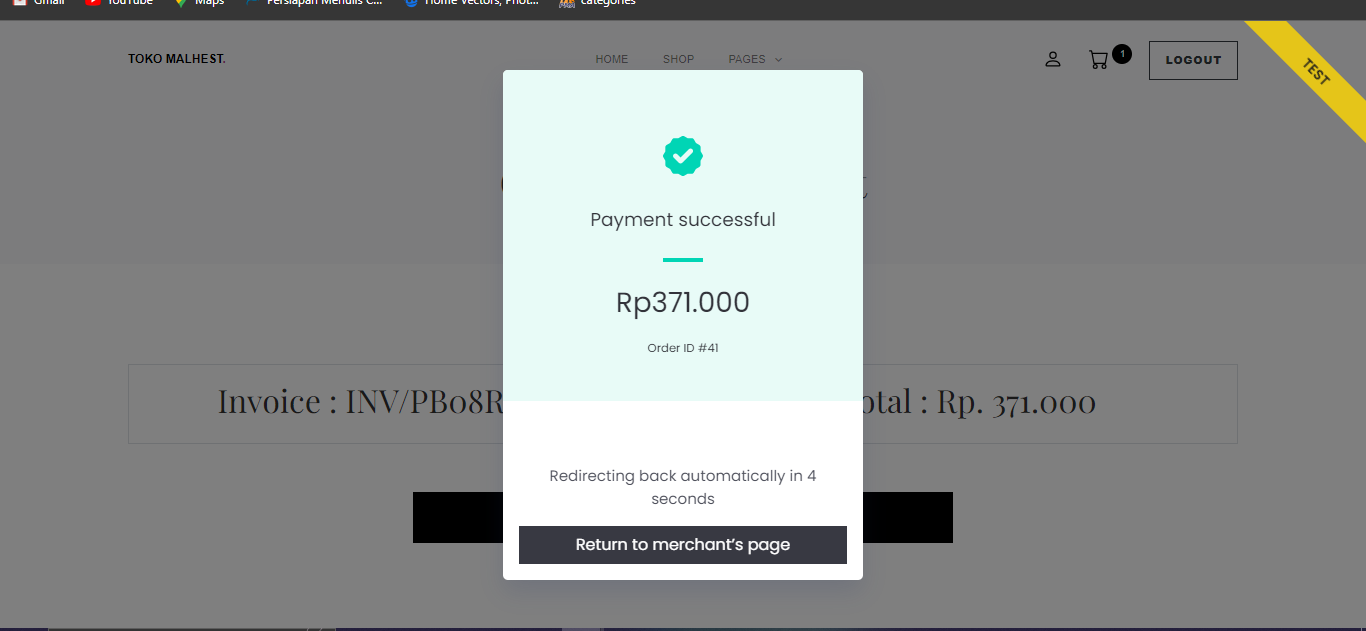 Gmail YouTube Maps Persiapan Menulis C... Home Vectors, Phot... categories
TOKO MALHEST. HOME SHOP PAGES 1 LOGOUT
TEST
Payment successful
Rp371.000
Order ID #41
Invoice : INV/PB08R
otal : Rp. 371.000
Redirecting back automatically in 4
seconds
Return to merchant's page